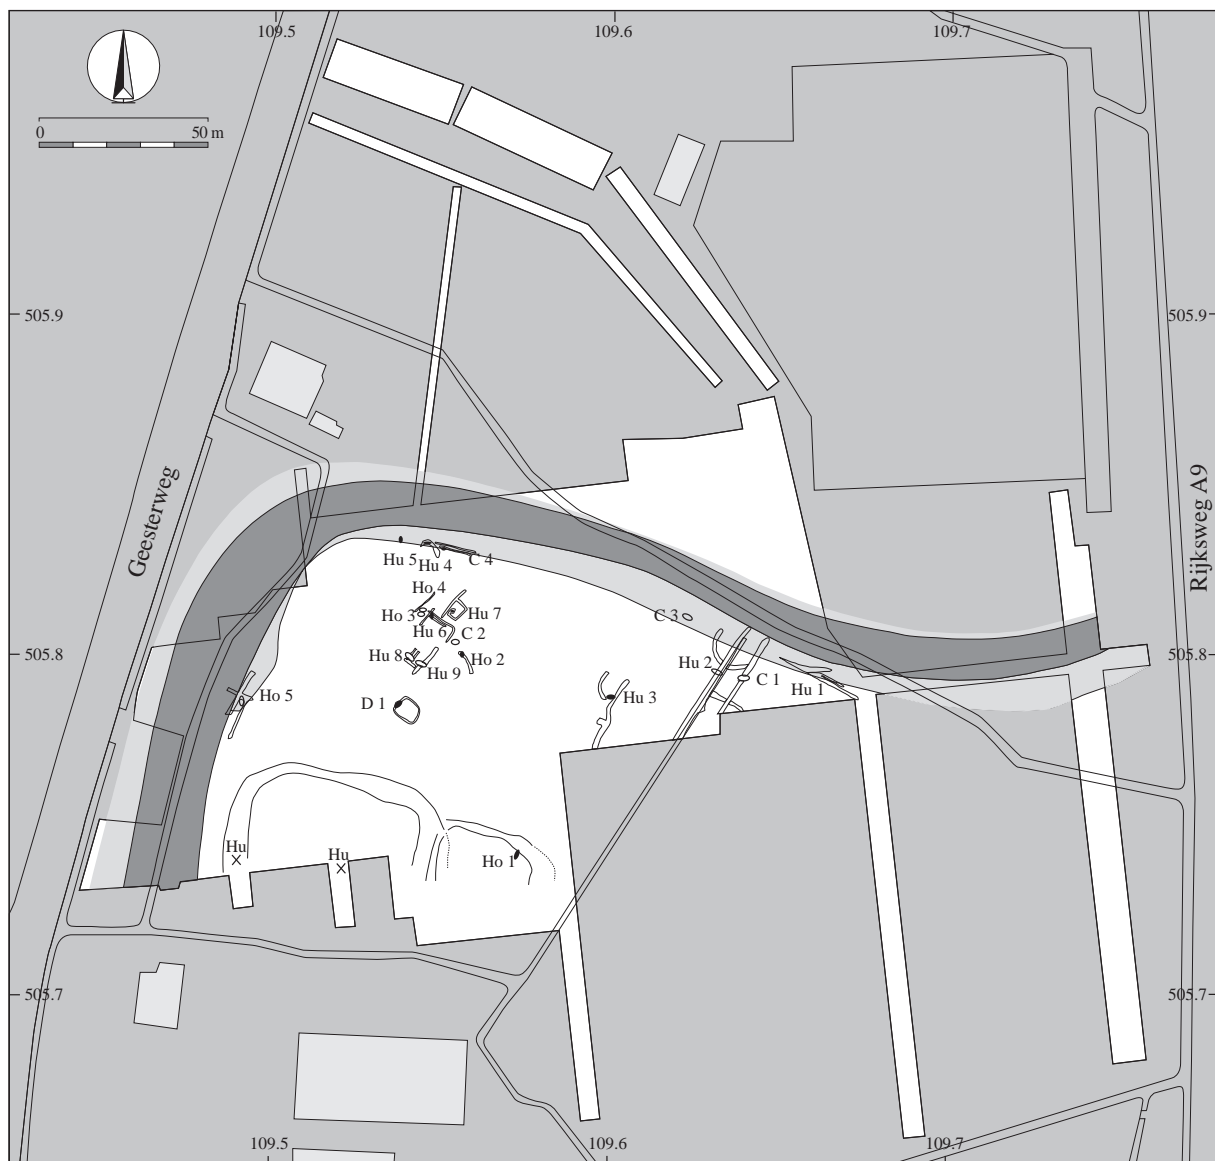 109.5 109.6 109.7
0 50 m
505.9 505.9
Geesterweg
Rijksweg A9
Hu 5
Hu 4
C 4
Ho 4
Ho 3
Hu 7
Hu 6
C 2
C 3
Hu 8
Hu 9
Ho 2
Hu 2
505.8 505.8
C 1
Hu 1
Ho 5
D 1
Hu 3
Hu
Hu
Ho 1
505.7 505.7
109.5 109.6 109.7